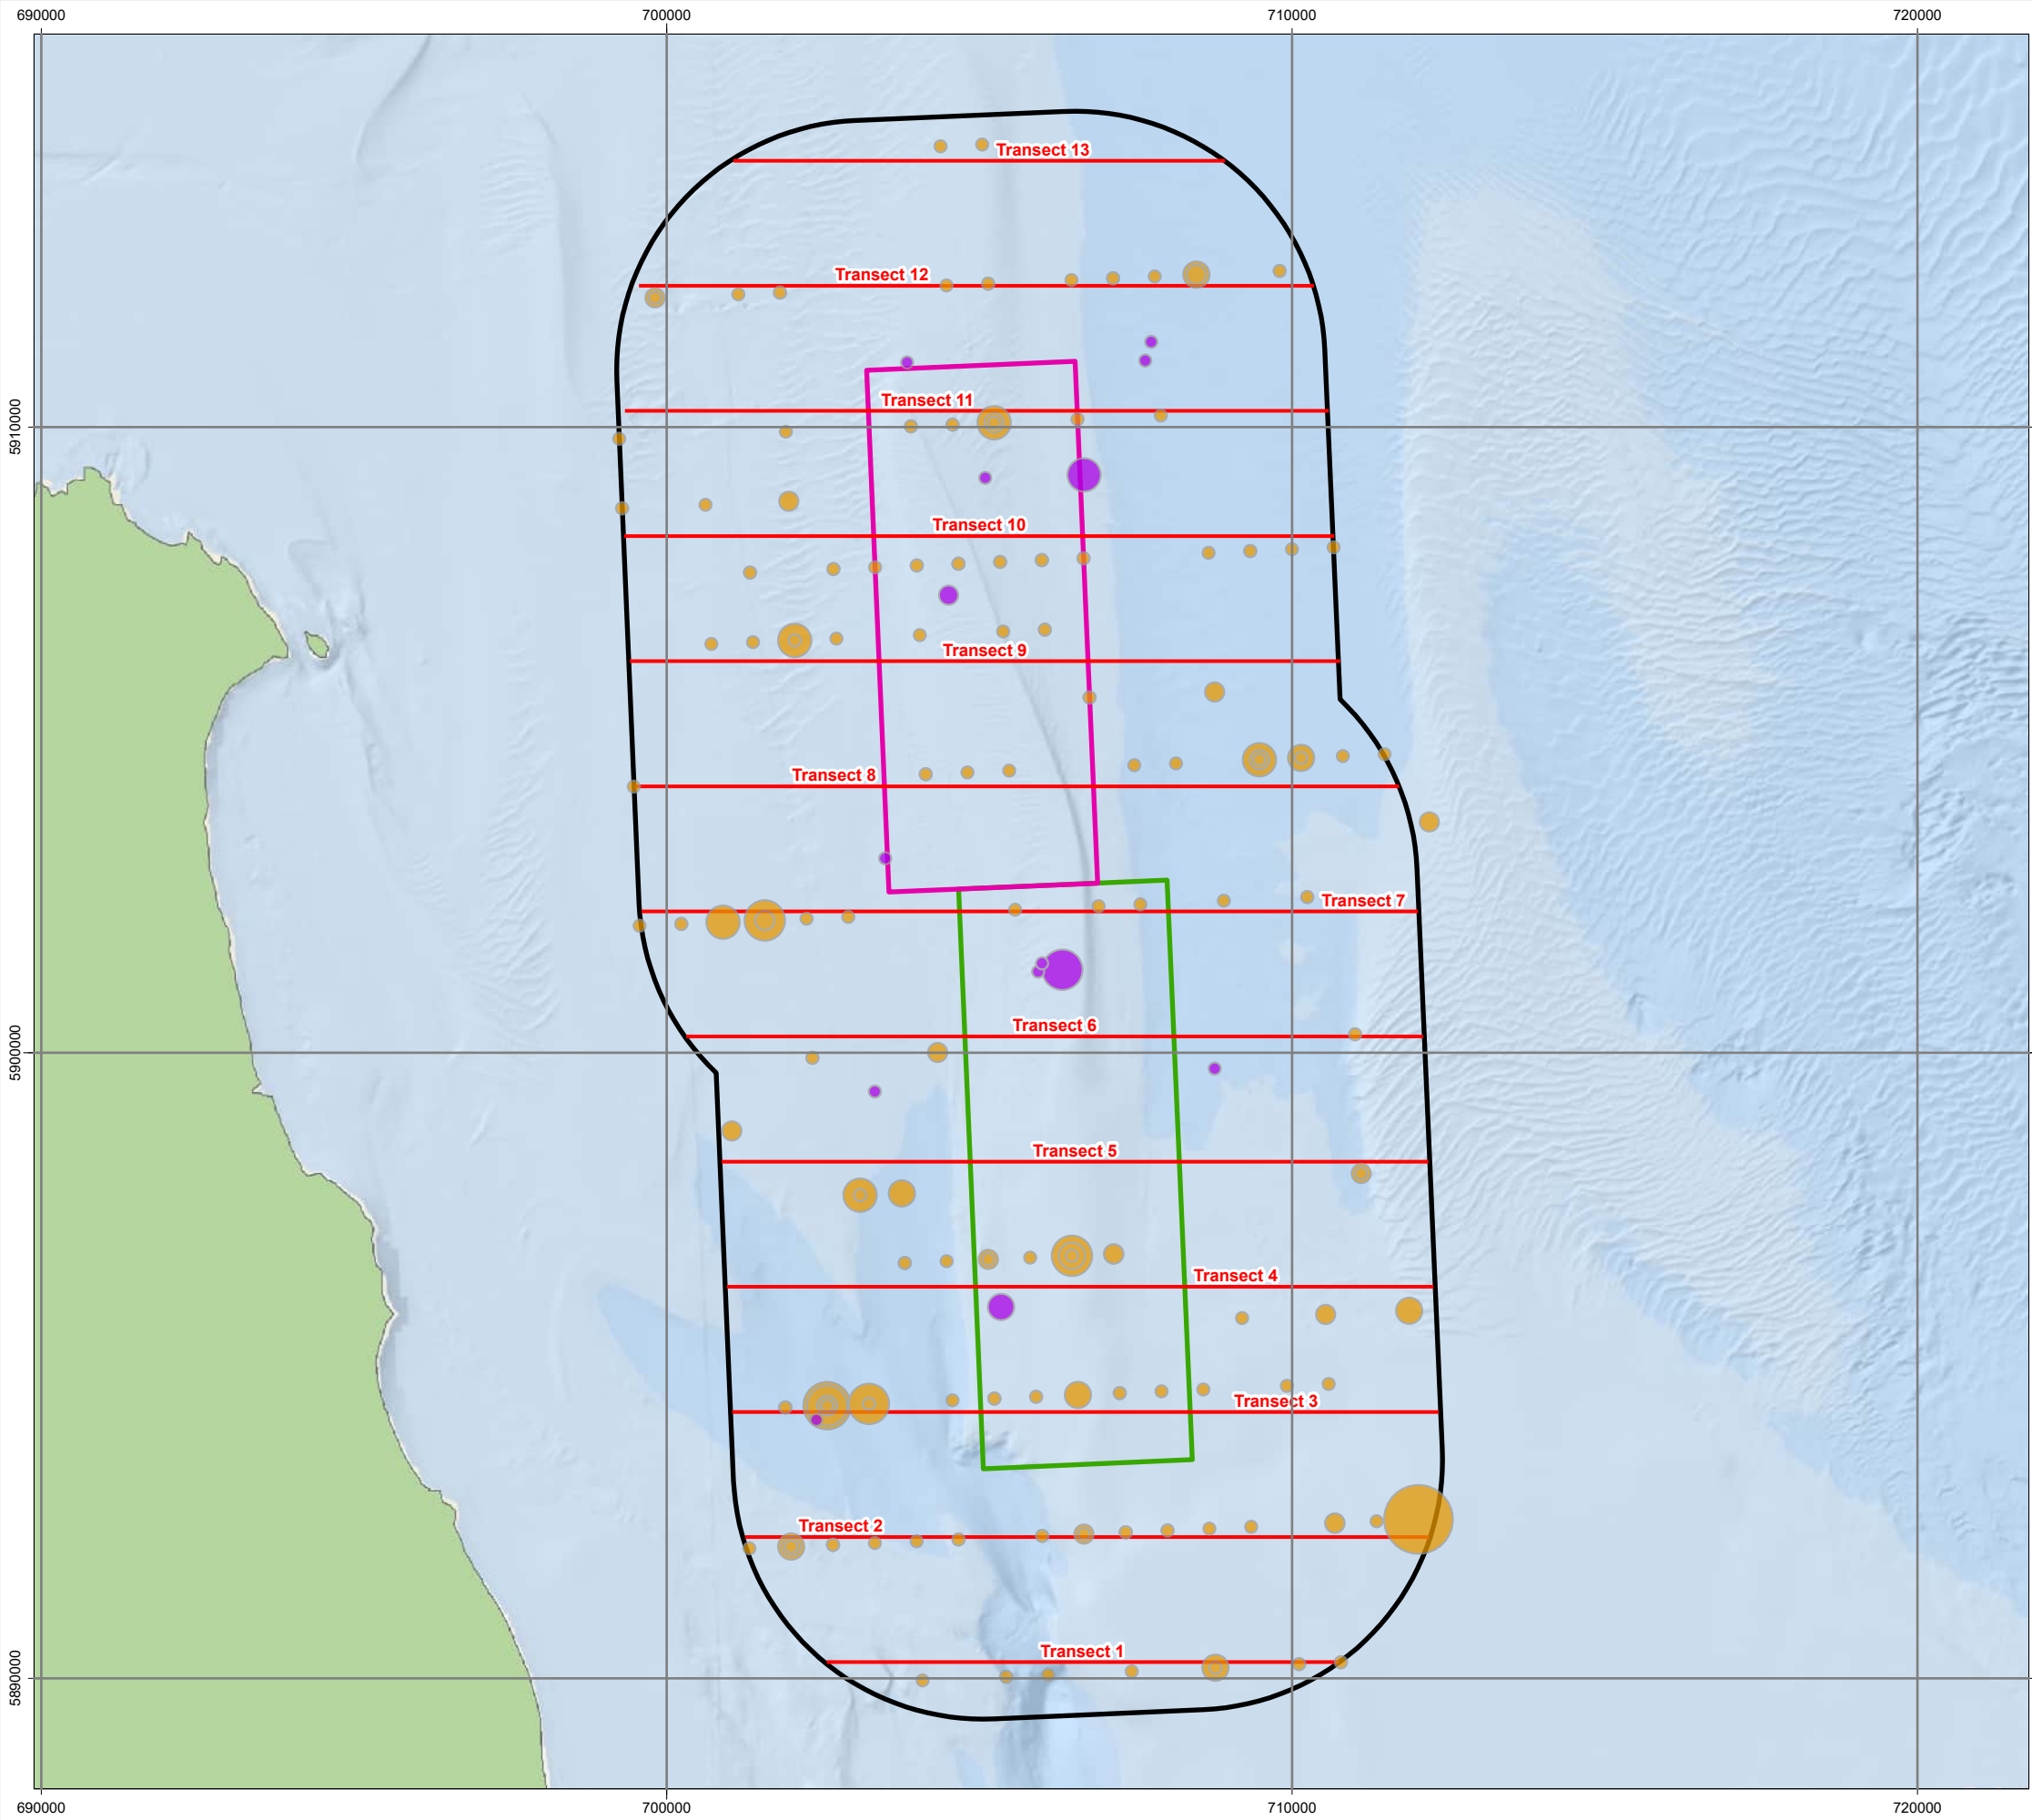 690000
700000
710000
720000
Transect 13
Transect 12
Transect 11
5910000
Transect 10
Transect 9
Transect 8
Transect 7
Transect 6
5900000
Transect 5
Transect 4
Transect 3
Transect 2
Transect 1
5890000
690000
700000
710000
720000